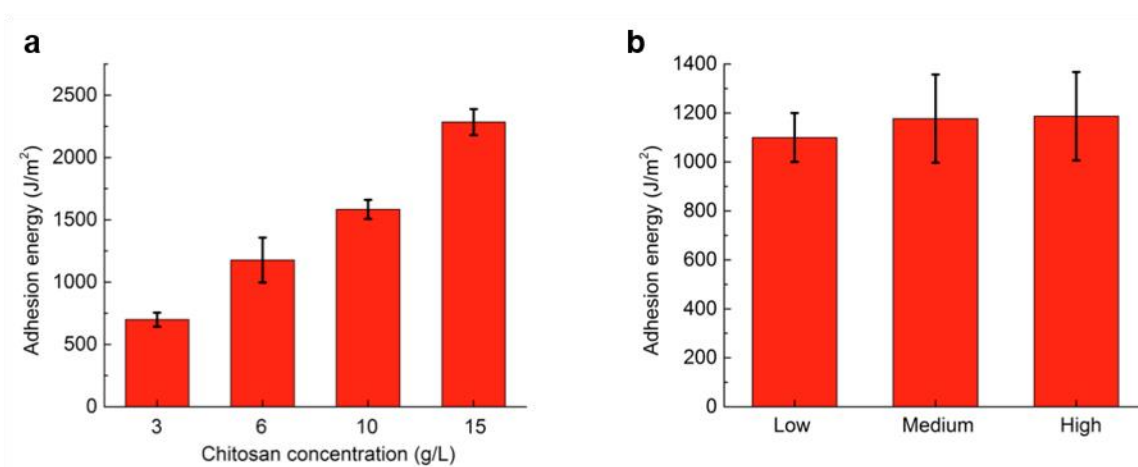 a
Adhesion energy (J/m²)
2500
2000
1500
1000
500
0
3 6 10 15
Chitosan concentration (g/L)
b
Adhesion energy (J/m²)
1400
1200
1000
800
600
400
200
0
Low Medium High